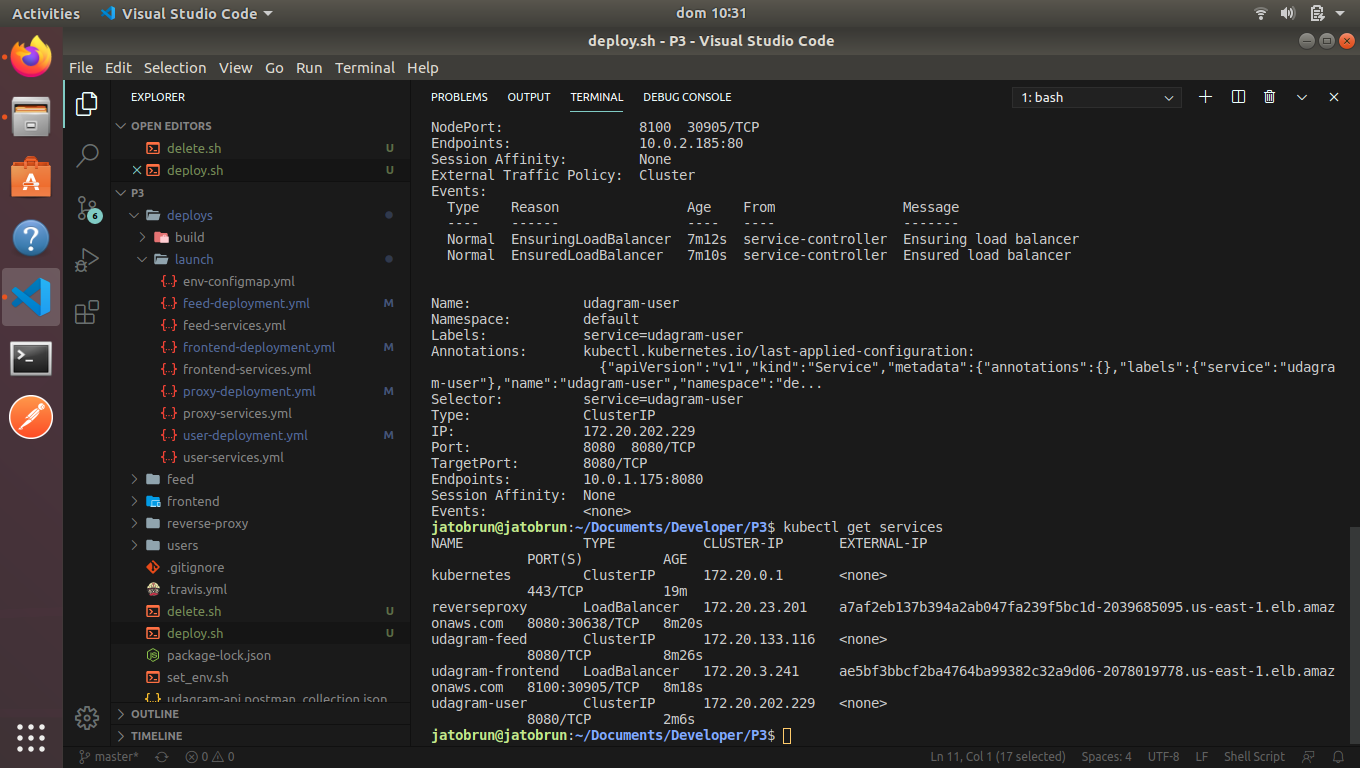 Activities Visual Studio Code dom 10:31
deploy.sh - P3 - Visual Studio Code
File Edit Selection View Go Run Terminal Help
EXPLORER
OPEN EDITORS
delete.sh U
deploy.sh U
P3
deploys
build
launch
env-configmap.yml
feed-deployment.yml M
feed-services.yml
frontend-deployment.yml M
frontend-services.yml
proxy-deployment.yml M
proxy-services.yml
user-deployment.yml M
user-services.yml
feed
frontend
reverse-proxy
users
.gitignore
.travis.yml
delete.sh U
deploy.sh U
package-lock.json
set_env.sh
udagram-api.postman_collection.json
OUTLINE
TIMELINE
6
PROBLEMS OUTPUT TERMINAL DEBUG CONSOLE 1: bash
NodePort: 8100 30905/TCP
Endpoints: 10.0.2.185:80
Session Affinity: None
External Traffic Policy: Cluster
Events:
Type Reason Age From Message
---- ------ ---- ---- -------
Normal EnsuringLoadBalancer 7m12s service-controller Ensuring load balancer
Normal EnsuredLoadBalancer 7m10s service-controller Ensured load balancer
Name: udagram-user
Namespace: default
Labels: service=udagram-user
Annotations: kubectl.kubernetes.io/last-applied-configuration:
{"apiVersion":"v1","kind":"Service","metadata":{"annotations":{},"labels":{"service":"udagra
m-user"},"name":"udagram-user","namespace":"de...
Selector: service=udagram-user
Type: ClusterIP
IP: 172.20.202.229
Port: 8080 8080/TCP
TargetPort: 8080/TCP
Endpoints: 10.0.1.175:8080
Session Affinity: None
Events: <none>
jatobrun@jatobrun:~/Documents/Developer/P3$ kubectl get services
NAME TYPE CLUSTER-IP EXTERNAL-IP
PORT(S) AGE
kubernetes ClusterIP 172.20.0.1 <none>
443/TCP 19m
reverseproxy LoadBalancer 172.20.23.201 a7af2eb137b394a2ab047fa239f5bc1d-2039685095.us-east-1.elb.amaz
onaws.com 8080:30638/TCP 8m20s
udagram-feed ClusterIP 172.20.133.116 <none>
8080/TCP 8m26s
udagram-frontend LoadBalancer 172.20.3.241 ae5bf3bbcf2ba4764ba99382c32a9d06-2078019778.us-east-1.elb.amaz
onaws.com 8100:30905/TCP 8m18s
udagram-user ClusterIP 172.20.202.229 <none>
8080/TCP 2m6s
jatobrun@jatobrun:~/Documents/Developer/P3$
master* 0 0 Ln 11, Col 1 (17 selected) Spaces: 4 UTF-8 LF Shell Script